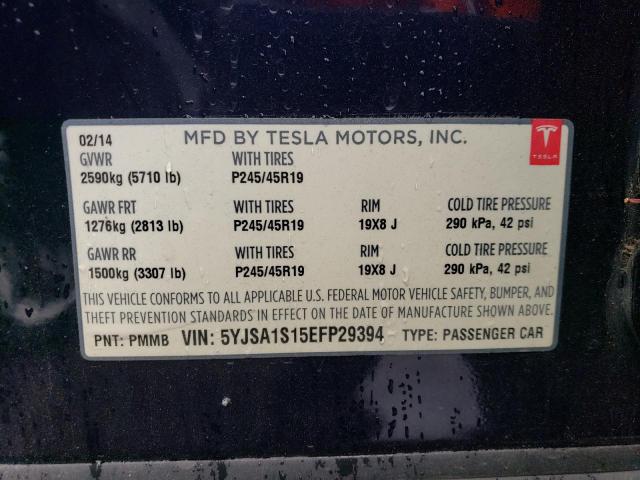 02/14 MFD BY TESLA MOTORS, INC.
TESLA
GVWR WITH TIRES
2590kg (5710 lb) P245/45R19
GAWR FRT WITH TIRES RIM COLD TIRE PRESSURE
1276kg (2813 lb) P245/45R19 19X8 J 290 kPa, 42 psi
GAWR RR WITH TIRES RIM COLD TIRE PRESSURE
1500kg (3307 lb) P245/45R19 19X8 J 290 kPa, 42 psi
THIS VEHICLE CONFORMS TO ALL APPLICABLE U.S. FEDERAL MOTOR VEHICLE SAFETY, BUMPER, AND
THEFT PREVENTION STANDARDS IN EFFECT ON THE DATE OF MANUFACTURE SHOWN ABOVE.
PNT: PMMB VIN: 5YJSA1S15EFP29394 TYPE: PASSENGER CAR